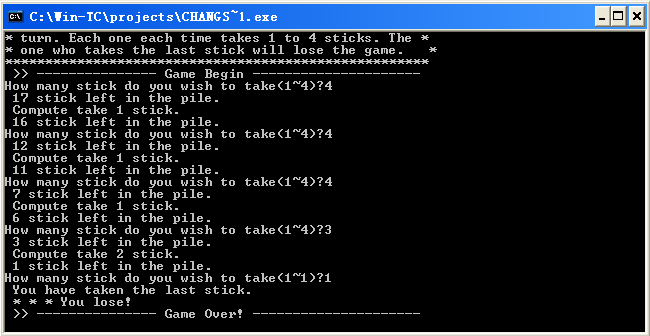 C:\Win-TC\projects\CHANGS~1.exe
* turn. Each one each time takes 1 to 4 sticks. The *
* one who takes the last stick will lose the game.   *
*****************************************************
>> --------------- Game Begin ---------------------
How many stick do you wish to take(1~4)?4
17 stick left in the pile.
Compute take 1 stick.
16 stick left in the pile.
How many stick do you wish to take(1~4)?4
12 stick left in the pile.
Compute take 1 stick.
11 stick left in the pile.
How many stick do you wish to take(1~4)?4
7 stick left in the pile.
Compute take 1 stick.
6 stick left in the pile.
How many stick do you wish to take(1~4)?3
3 stick left in the pile.
Compute take 2 stick.
1 stick left in the pile.
How many stick do you wish to take(1~1)?1
You have taken the last stick.
* * * You lose!
>> --------------- Game Over! ---------------------